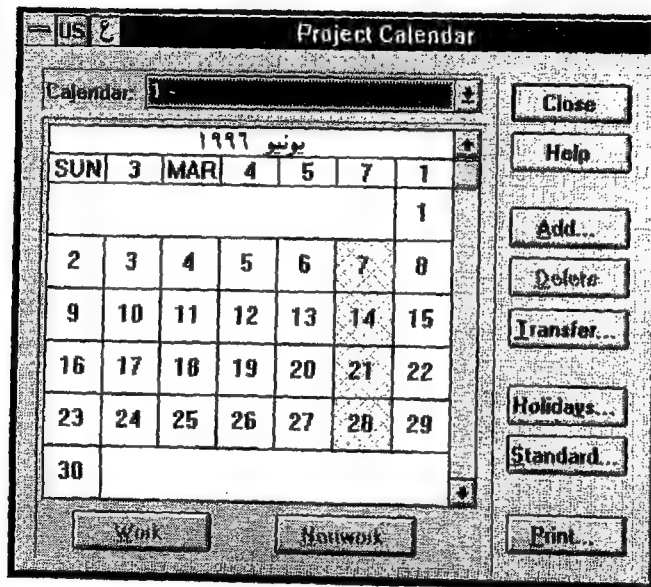 US ع Project Calendar
Calendar: 1 -
يونيو ١٩٩٦
SUN 3 MAR 4 5 7 1
1
2 3 4 5 6 7 8
9 10 11 12 13 14 15
16 17 18 19 20 21 22
23 24 25 26 27 28 29
30
Work Nonwork
Close
Help
Add...
Delete
Transfer...
Holidays...
Standard...
Print...